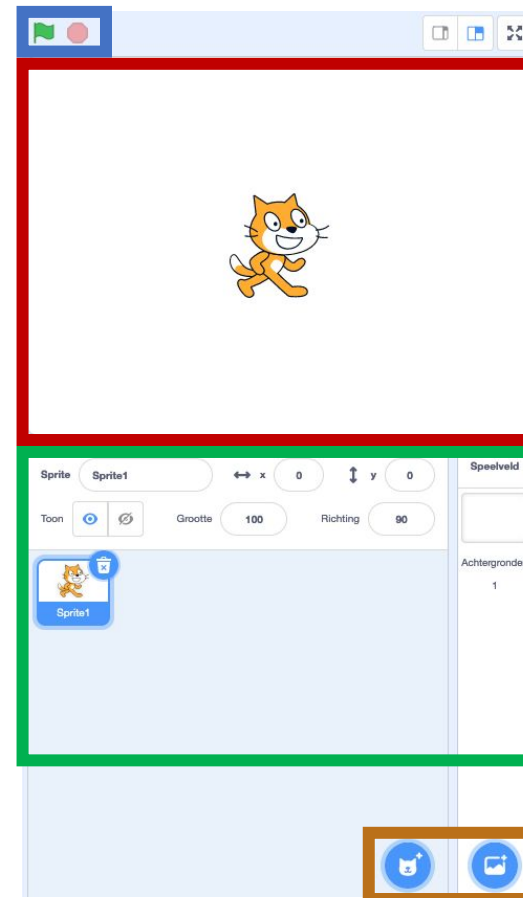 Sprite Sprite1 x 0 y 0
Toon Grootte 100 Richting 90
Sprite1
Speelveld
Achtergronde
1